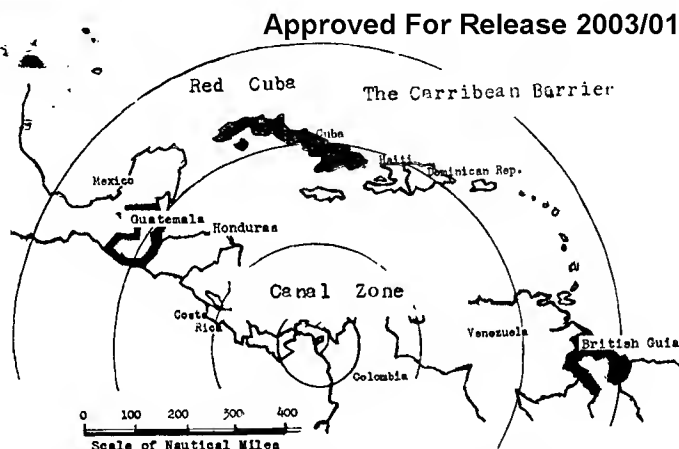 Approved For Release 2003/01
Red Cuba
The Carribean Barrier
Cuba
Haiti
Dominican Rep.
Mexico
Guatemala
Honduras
Canal Zone
Costa
Rica
Venezuela
British Guia
Colombia
0 100 200 300 400
Scale of Nautical Miles